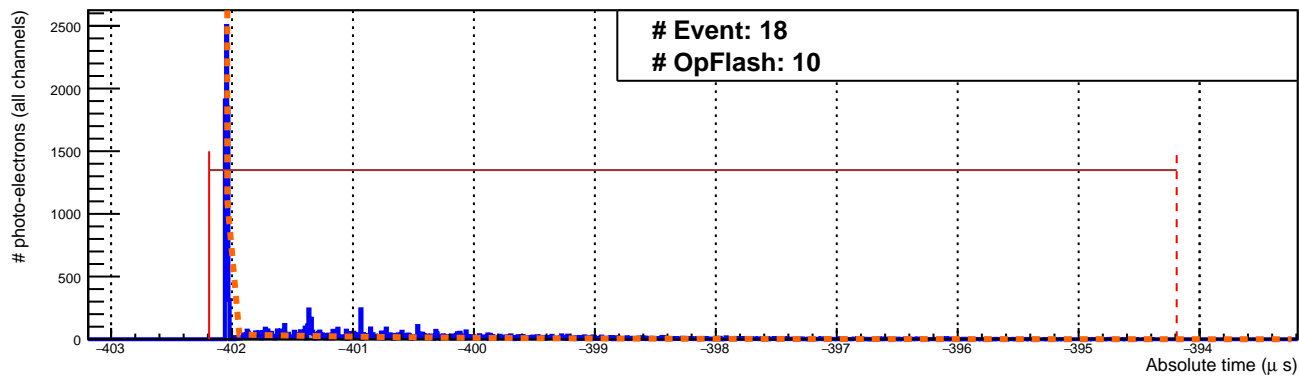 # Event: 18
# OpFlash: 10
# photo-electrons (all channels)
2500
2000
1500
1000
500
0
−403 −402 −401 −400 −399 −398 −397 −396 −395 −394
Absolute time (μ s)